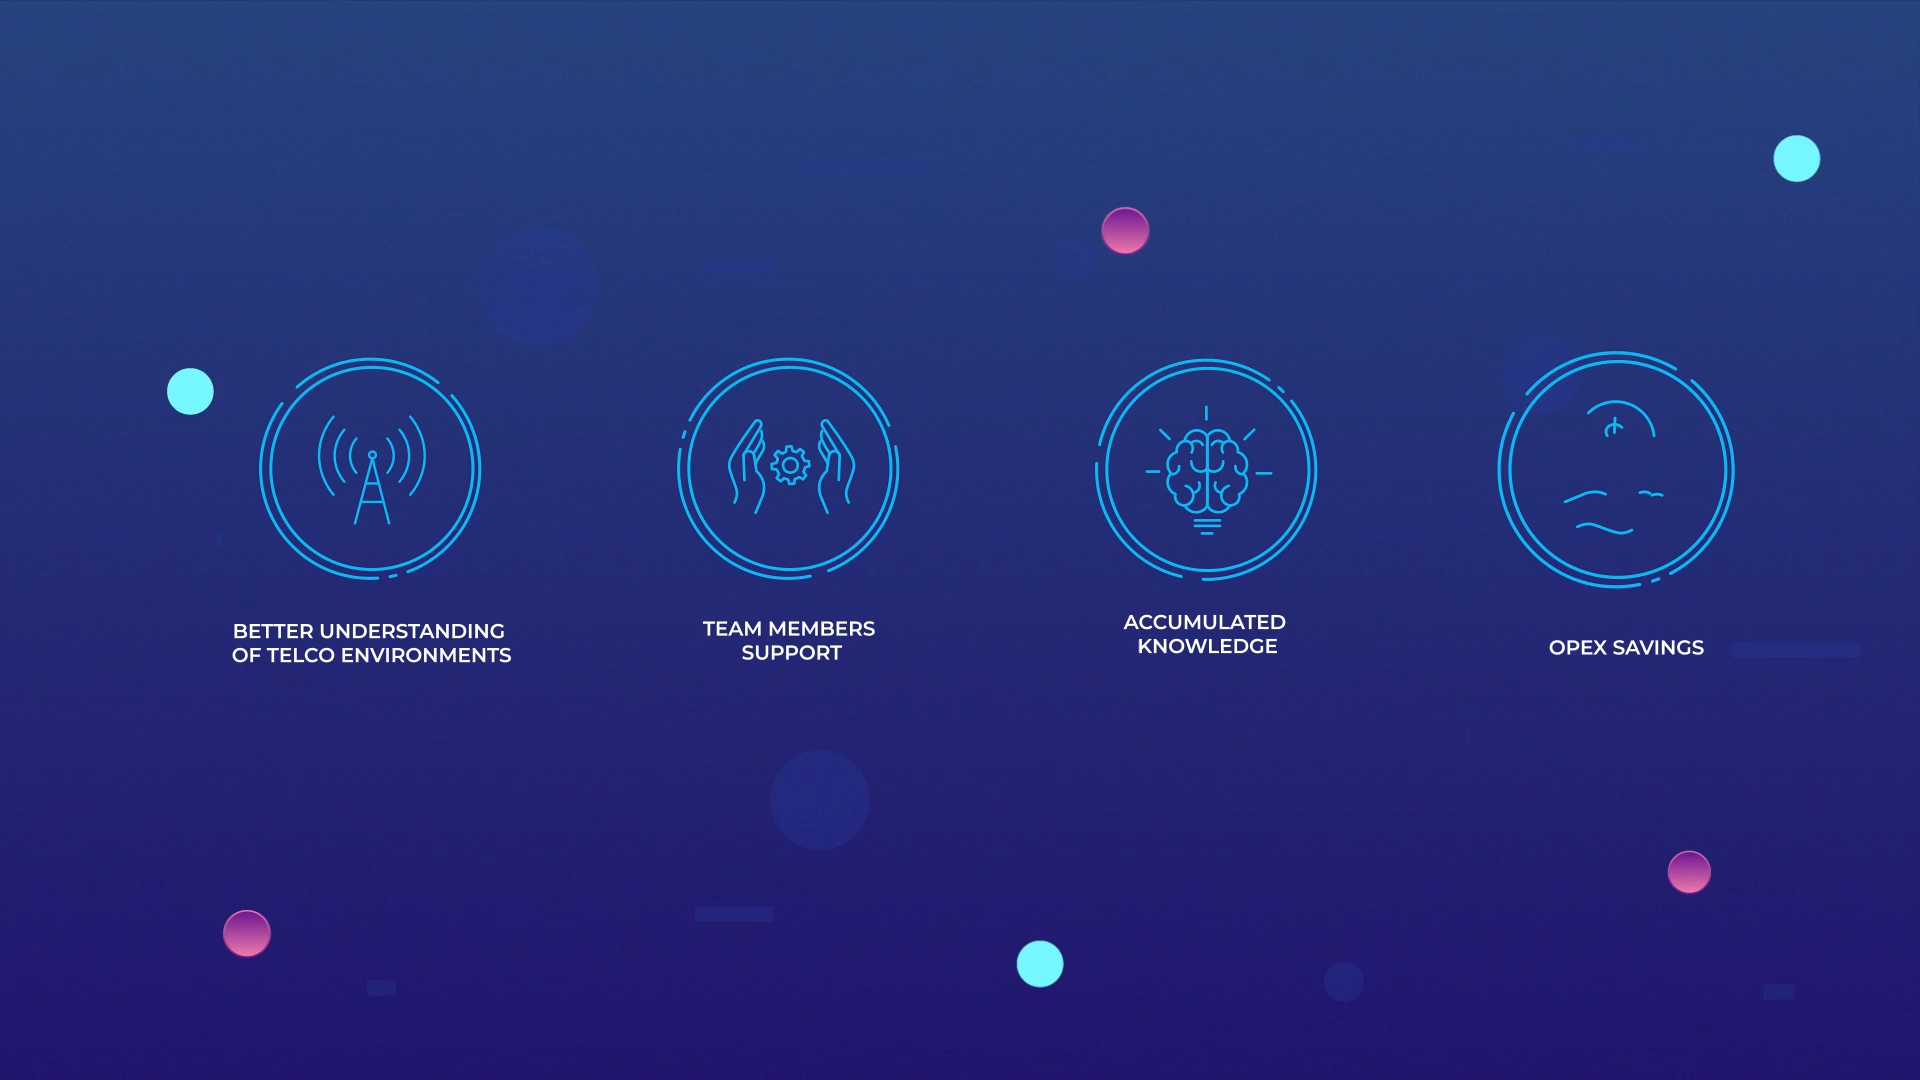 BETTER UNDERSTANDING
OF TELCO ENVIRONMENTS
TEAM MEMBERS
SUPPORT
ACCUMULATED
KNOWLEDGE
OPEX SAVINGS